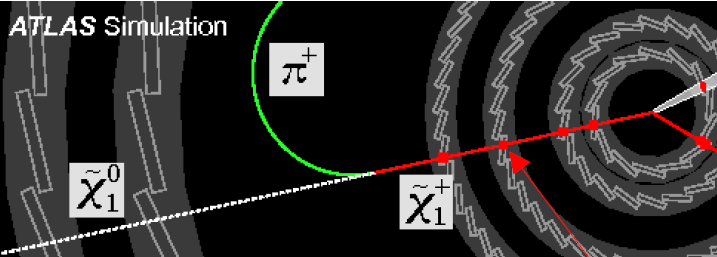 ATLAS Simulation
π⁺
χ̃₁⁰
χ̃₁⁺